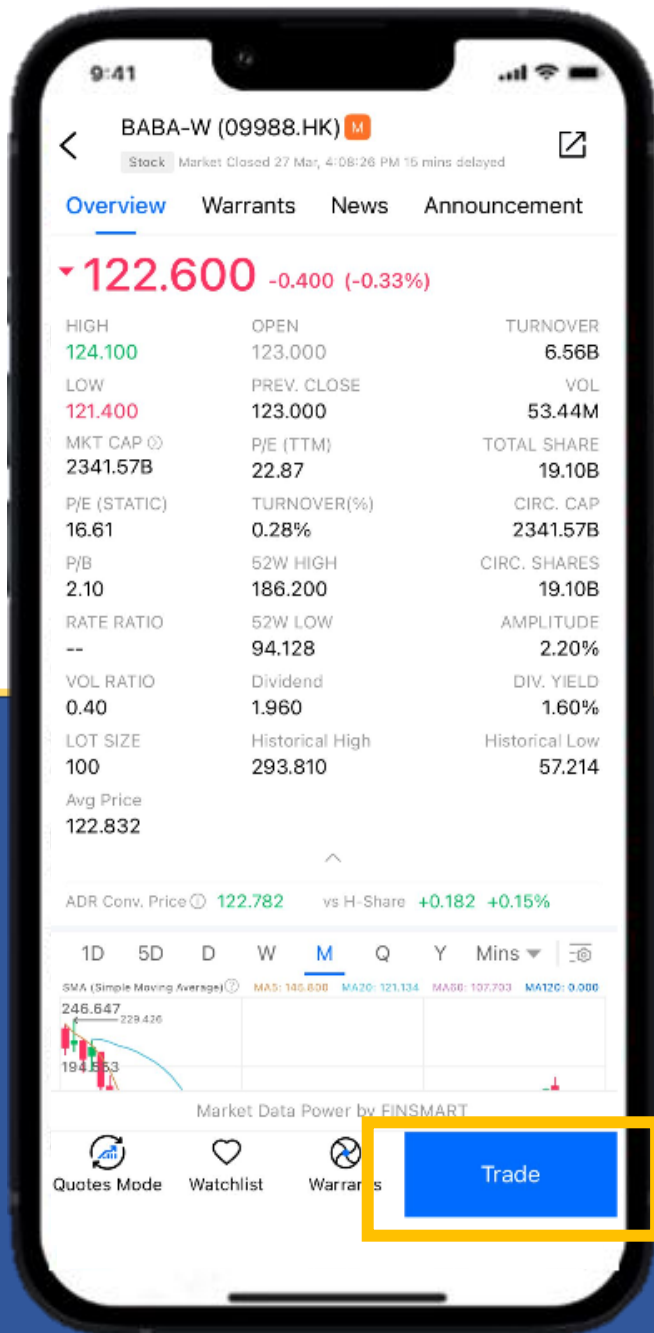 9:41
BABA-W (09988.HK) M
Stock Market Closed 27 Mar, 4:08:26 PM 15 mins delayed
Overview Warrants News Announcement
122.600 -0.400 (-0.33%)
HIGH OPEN TURNOVER
124.100 123.000 6.56B
LOW PREV. CLOSE VOL
121.400 123.000 53.44M
MKT CAP P/E (TTM) TOTAL SHARE
2341.57B 22.87 19.10B
P/E (STATIC) TURNOVER(%) CIRC. CAP
16.61 0.28% 2341.57B
P/B 52W HIGH CIRC. SHARES
2.10 186.200 19.10B
RATE RATIO 52W LOW AMPLITUDE
-- 94.128 2.20%
VOL RATIO Dividend DIV. YIELD
0.40 1.960 1.60%
LOT SIZE Historical High Historical Low
100 293.810 57.214
Avg Price
122.832
ADR Conv. Price 122.782 vs H-Share +0.182 +0.15%
1D 5D D W M Q Y Mins
SMA (Simple Moving Average) MA5: 146.808 MA20: 121.134 MA60: 107.703 MA120: 0.000
246.647
229.426
194.553
Market Data Power by FINSMART
Quotes Mode Watchlist Warrants Trade